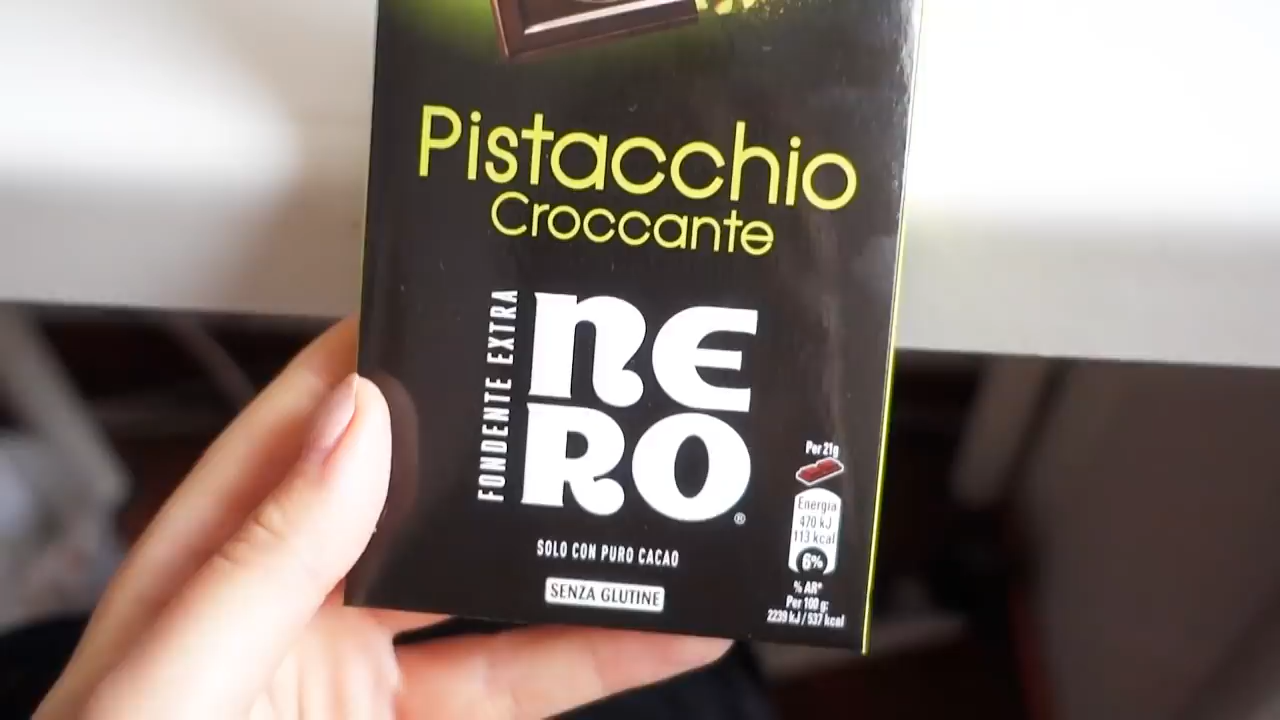 Pistacchio
Croccante
FONDENTE EXTRA
NE
RO®
SOLO CON PURO CACAO
SENZA GLUTINE
Per 21g
Energia
470 kJ
113 kcal
6%
% AR*
Per 100 g:
2239 kJ / 537 kcal